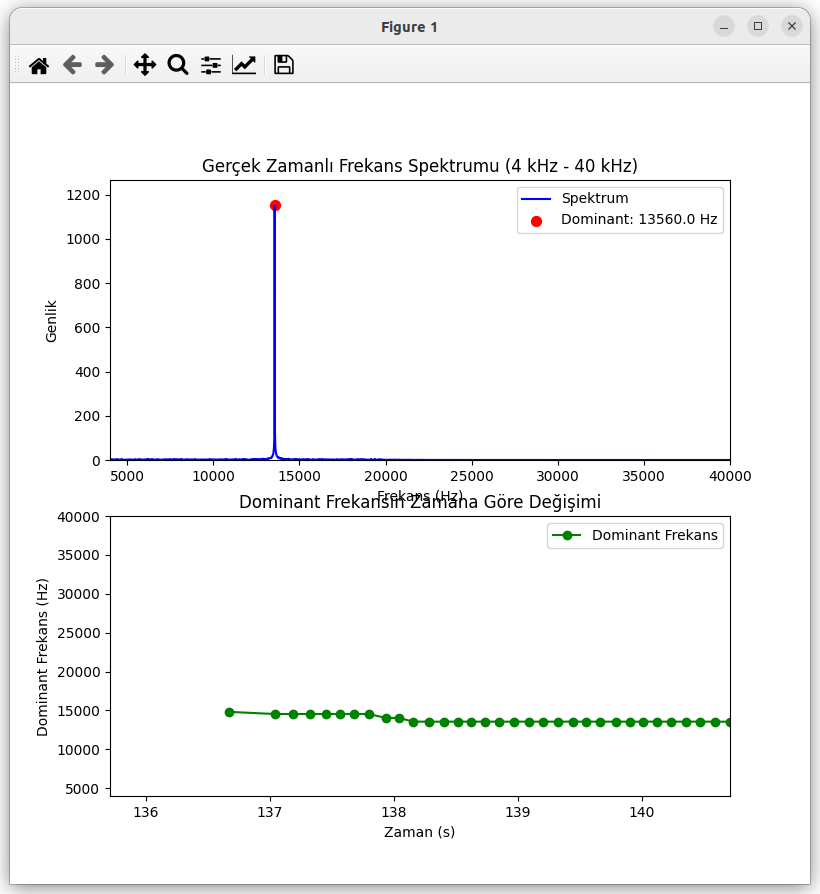 Figure 1
Gerçek Zamanlı Frekans Spektrumu (4 kHz - 40 kHz)
1200
1000
800
600
400
200
0
Genlik
Spektrum
Dominant: 13560.0 Hz
5000 10000 15000 20000 25000 30000 35000 40000
Frekans (Hz)
Dominant Frekansın Zamana Göre Değişimi
40000
35000
30000
25000
20000
15000
10000
5000
Dominant Frekans (Hz)
Dominant Frekans
136 137 138 139 140
Zaman (s)